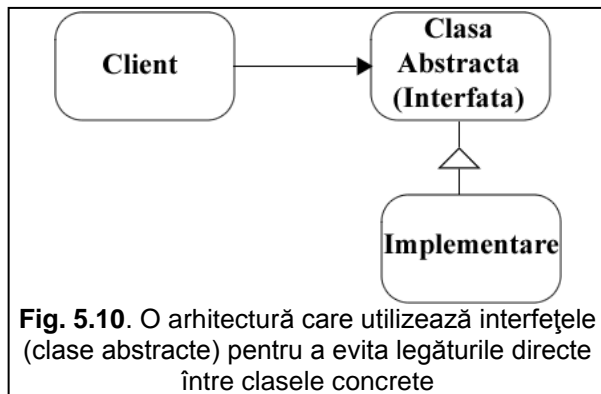 Client
Clasa
Abstracta
(Interfata)
Implementare
Fig. 5.10. O arhitectură care utilizează interfeţele
(clase abstracte) pentru a evita legăturile directe
între clasele concrete